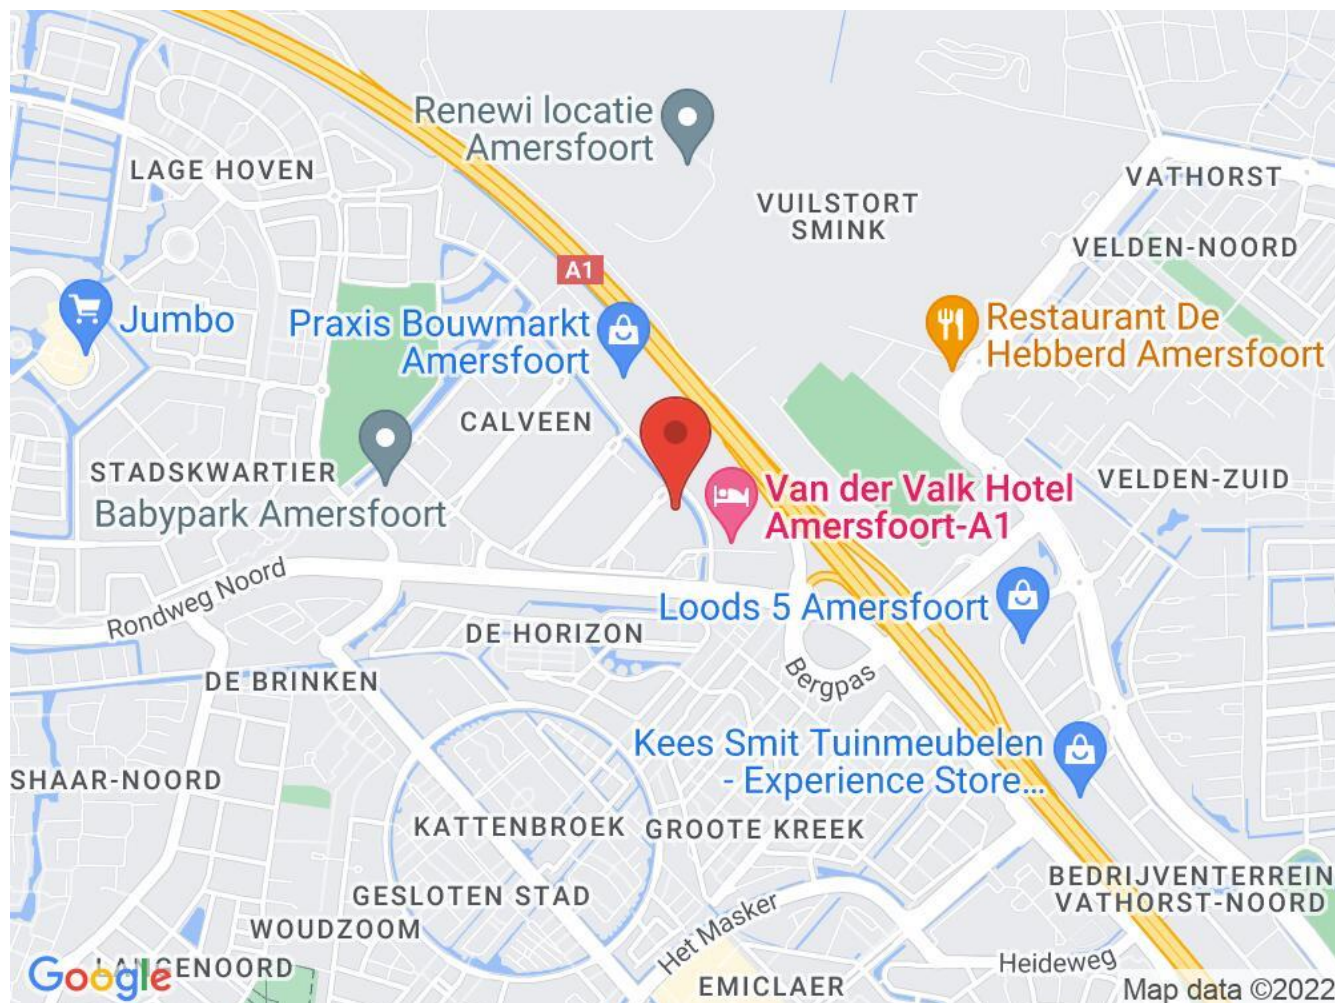 Renewi locatie
Amersfoort
LAGE HOVEN
VATHORST
VUILSTORT
SMINK
VELDEN-NOORD
A1
Jumbo
Praxis Bouwmarkt
Amersfoort
Restaurant De
Hebberd Amersfoort
CALVEEN
STADSKWARTIER
Babypark Amersfoort
Van der Valk Hotel
Amersfoort-A1
VELDEN-ZUID
Rondweg Noord
Loods 5 Amersfoort
DE HORIZON
DE BRINKEN
Bergpas
Kees Smit Tuinmeubelen
- Experience Store...
SHAAR-NOORD
KATTENBROEK
GROOTE KREEK
GESLOTEN STAD
BEDRIJVENTERREIN
VATHORST-NOORD
WOUDZOOM
Het Masker
LANGENOORD
Heideweg
Google
EMICLAER
Map data ©2022